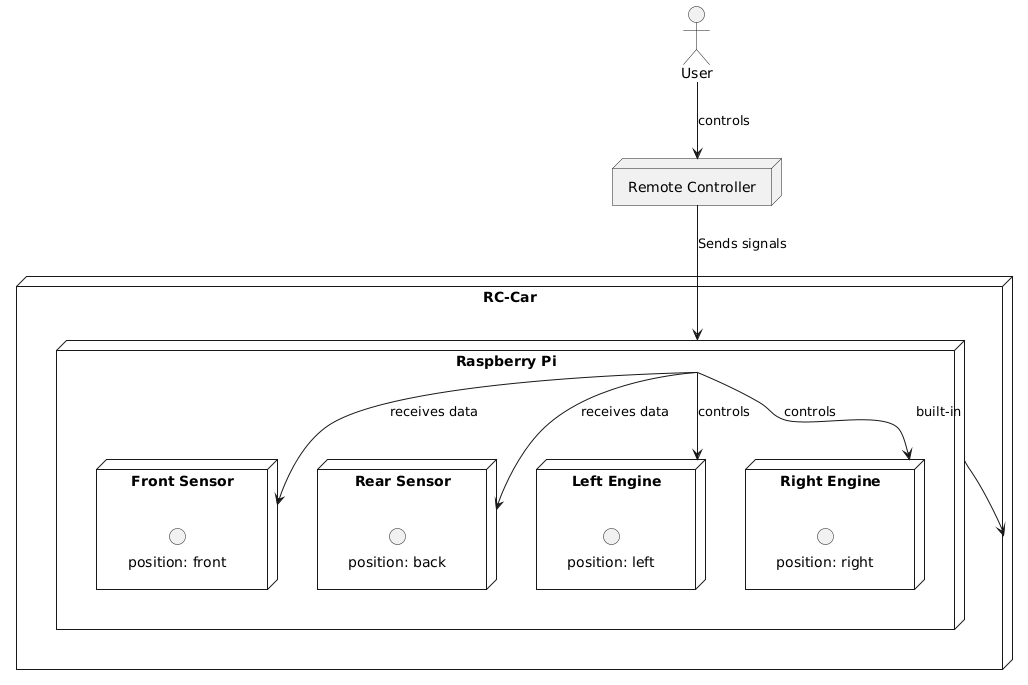 User
controls
Remote Controller
Sends signals
RC-Car
Raspberry Pi
receives data
receives data
controls
controls
built-in
Front Sensor
Rear Sensor
Left Engine
Right Engine
position: front
position: back
position: left
position: right